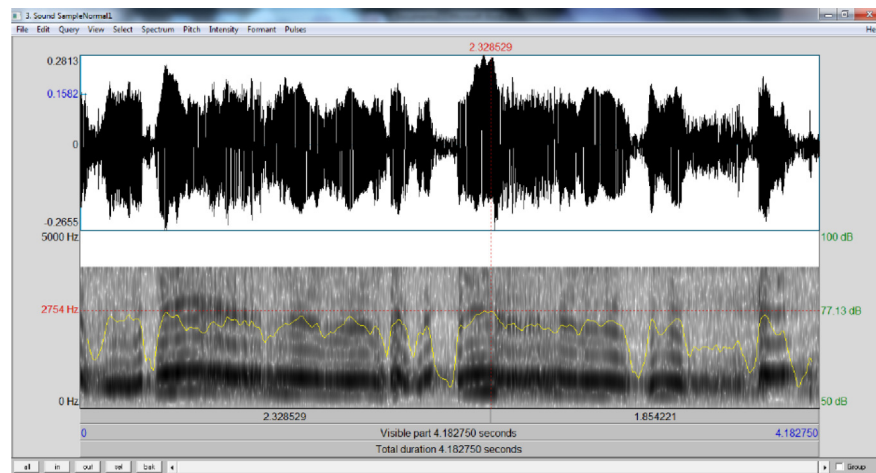 3. Sound SampleNormal1
File Edit Query View Select Spectrum Pitch Intensity Formant Pulses He
2.328529
0.2813
0.1582
0
-0.2655
5000 Hz 100 dB
2754 Hz 77.13 dB
0 Hz 50 dB
2.328529 1.854221
0 Visible part 4.182750 seconds 4.182750
Total duration 4.182750 seconds
all in out sel bak Group